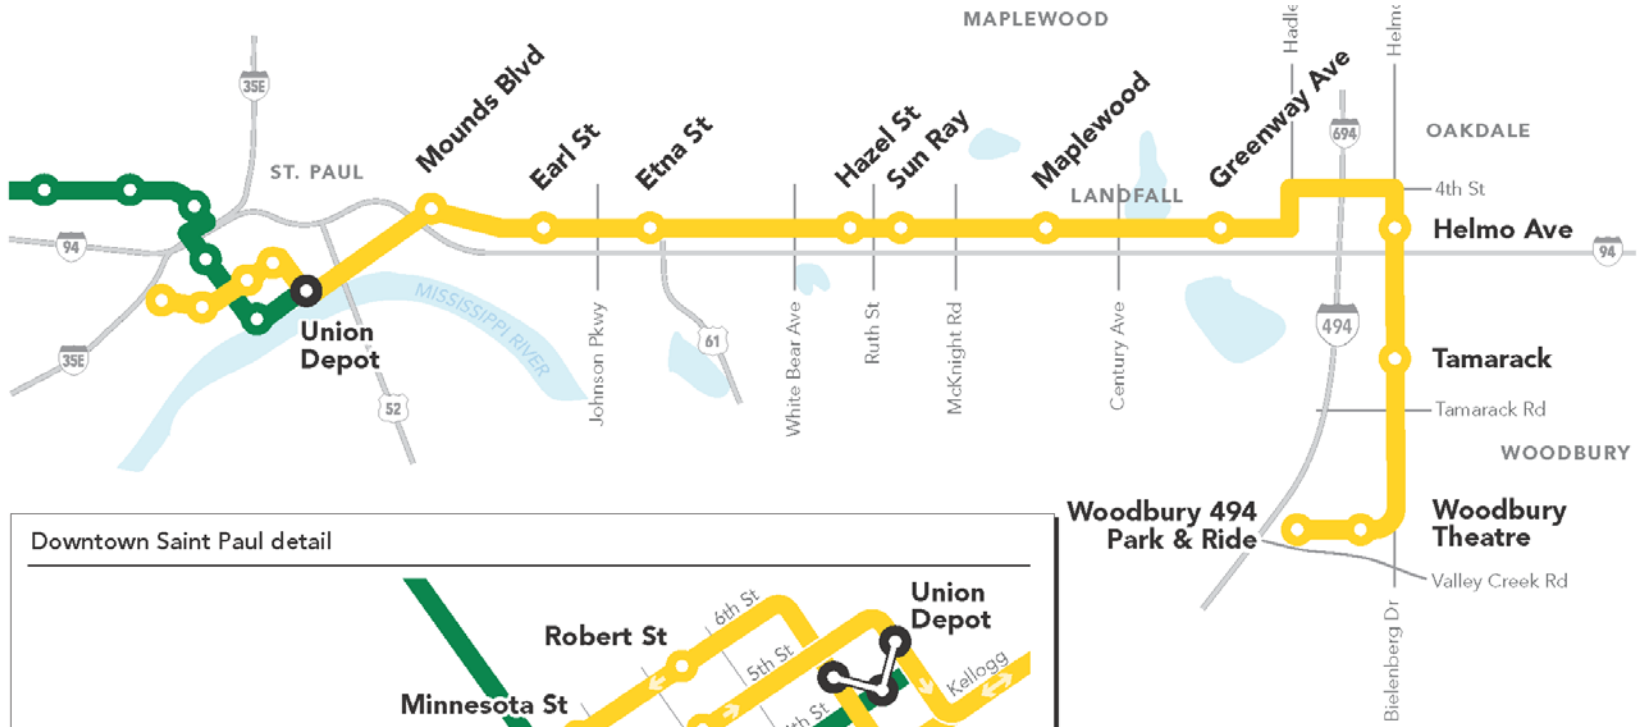 MAPLEWOOD
35E
ST. PAUL
94
35E
52
MISSISSIPPI RIVER
Union
Depot
Mounds Blvd
Earl St
Etna St
Hazel St
Sun Ray
Maplewood
LANDFALL
Greenway Ave
694
OAKDALE
4th St
Helmo Ave
94
494
61
Johnson Pkwy
White Bear Ave
Ruth St
McKnight Rd
Century Ave
Tamarack
Tamarack Rd
WOODBURY
Woodbury 494
Park & Ride
Woodbury
Theatre
Valley Creek Rd
Bielenberg Dr
Downtown Saint Paul detail
Union
Depot
Robert St
6th St
5th St
Kellogg
Minnesota St